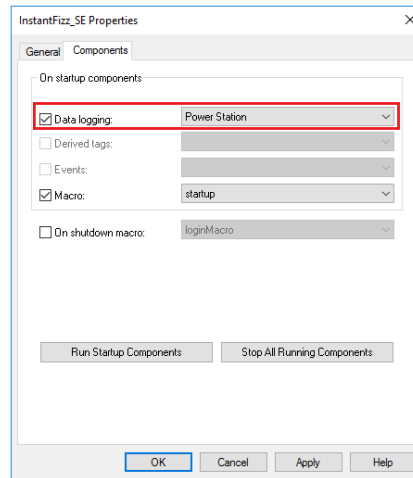 InstantFizz_SE Properties
General Components
On startup components
Data logging: Power Station
Derived tags:
Events:
Macro: startup
On shutdown macro: loginMacro
Run Startup Components Stop All Running Components
OK Cancel Apply Help